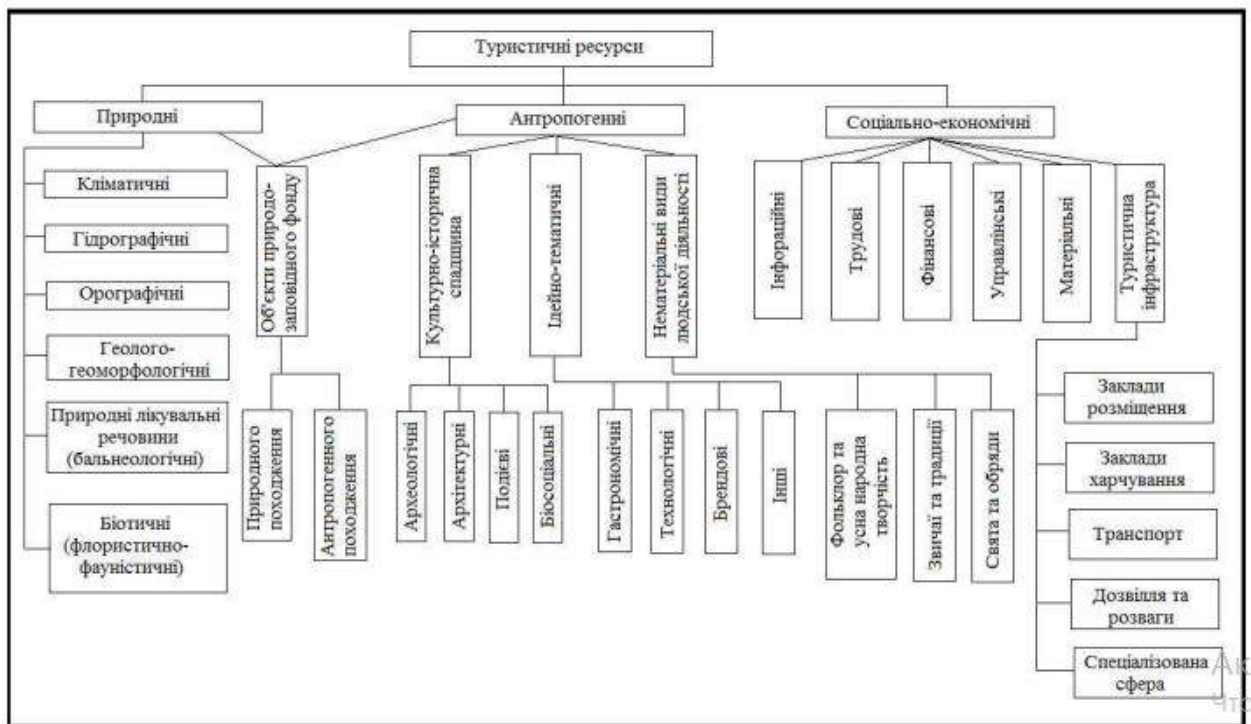 Туристичні ресурси
Природні
Антропогенні
Соціально-економічні
Кліматичні
Гідрографічні
Орографічні
Геолого-
геоморфологічні
Природні лікувальні
речовини
(бальнеологічні)
Біотичні
(флористично-
фауністичні)
Об'єкти природо-
заповідного фонду
Культурно-історична
спадщина
Ідейно-тематичні
Нематеріальні види
людської діяльності
Інфораційні
Трудові
Фінансові
Управлінські
Матеріальні
Туристична
інфраструктура
Природного
походження
Антропогенного
походження
Археологічні
Архітектурні
Подієві
Біосоціальні
Гастрономічні
Технологічні
Брендові
Інші
Фольклор та
усна народна
творчість
Звичаї та традиції
Свята та обряди
Заклади
розміщення
Заклади
харчування
Транспорт
Дозвілля та
розваги
Спеціалізована
сфера